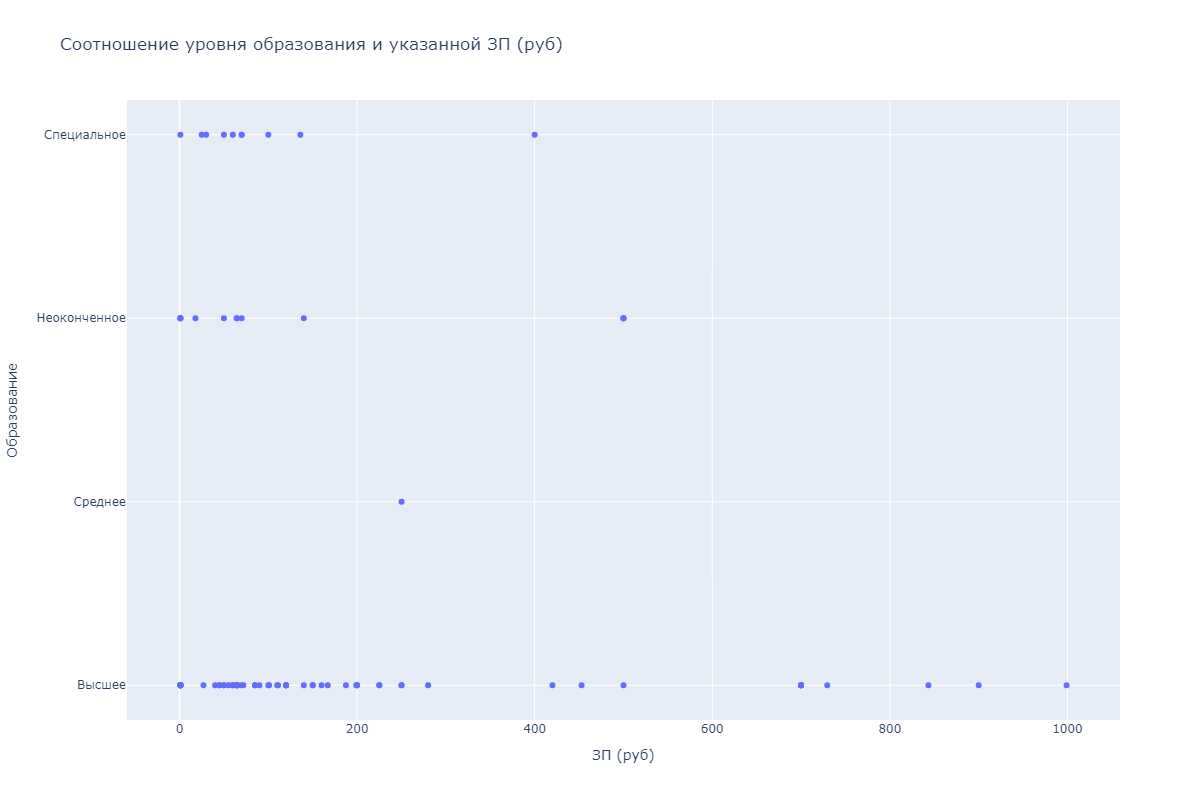 Соотношение уровня образования и указанной ЗП (руб)
Специальное
Неоконченное
Среднее
Высшее
Образование
0 200 400 600 800 1000
ЗП (руб)